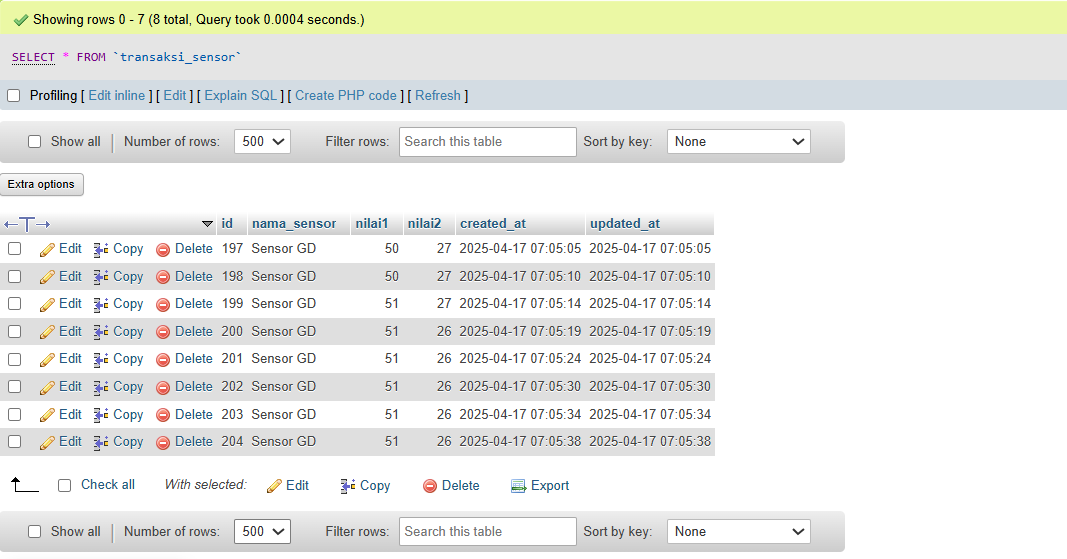 Showing rows 0 - 7 (8 total, Query took 0.0004 seconds.)
SELECT * FROM `transaksi_sensor`
Profiling [ Edit inline ] [ Edit ] [ Explain SQL ] [ Create PHP code ] [ Refresh ]
Show all Number of rows: 500 Filter rows: Search this table Sort by key: None
Extra options
id nama_sensor nilai1 nilai2 created_at updated_at
Edit Copy Delete 197 Sensor GD 50 27 2025-04-17 07:05:05 2025-04-17 07:05:05
Edit Copy Delete 198 Sensor GD 50 27 2025-04-17 07:05:10 2025-04-17 07:05:10
Edit Copy Delete 199 Sensor GD 51 27 2025-04-17 07:05:14 2025-04-17 07:05:14
Edit Copy Delete 200 Sensor GD 51 26 2025-04-17 07:05:19 2025-04-17 07:05:19
Edit Copy Delete 201 Sensor GD 51 26 2025-04-17 07:05:24 2025-04-17 07:05:24
Edit Copy Delete 202 Sensor GD 51 26 2025-04-17 07:05:30 2025-04-17 07:05:30
Edit Copy Delete 203 Sensor GD 51 26 2025-04-17 07:05:34 2025-04-17 07:05:34
Edit Copy Delete 204 Sensor GD 51 26 2025-04-17 07:05:38 2025-04-17 07:05:38
Check all With selected: Edit Copy Delete Export
Show all Number of rows: 500 Filter rows: Search this table Sort by key: None